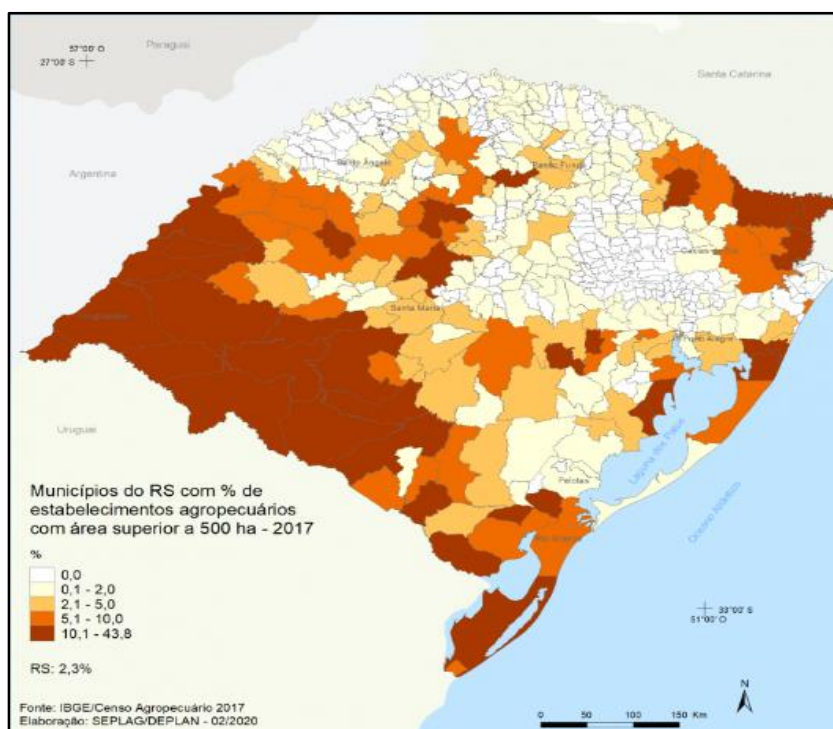 57°00' O
27°00' S
Paraguai
Santa Catarina
Argentina
Santo Ângelo
Passo Fundo
Caxias
Uruguaiana
Santa Maria
Porto Alegre
Uruguai
Laguna dos Patos
Pelotas
Oceano Atlântico
Rio Grande
Municípios do RS com % de
estabelecimentos agropecuários
com área superior a 500 ha - 2017
%
0,0
0,1 - 2,0
2,1 - 5,0
5,1 - 10,0
10,1 - 43,8
RS: 2,3%
33°00' S
51°00' O
N
Fonte: IBGE/Censo Agropecuário 2017
Elaboração: SEPLAG/DEPLAN - 02/2020
0 50 100 150 Km